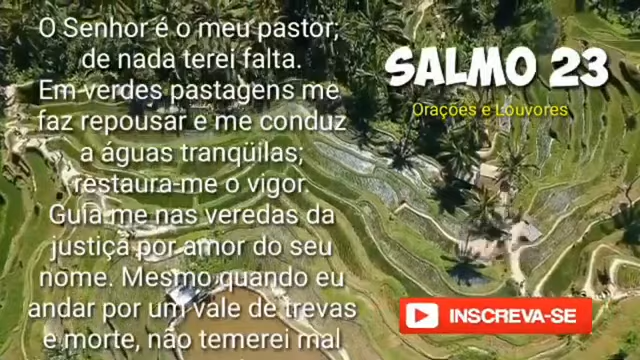 O Senhor é o meu pastor;
de nada terei falta.
Em verdes pastagens me
faz repousar e me conduz
a águas tranqüilas;
restaura-me o vigor.
Guia-me nas veredas da
justiça por amor do seu
nome. Mesmo quando eu
andar por um vale de trevas
e morte, não temerei mal
SALMO 23
Orações e Louvores
INSCREVA-SE